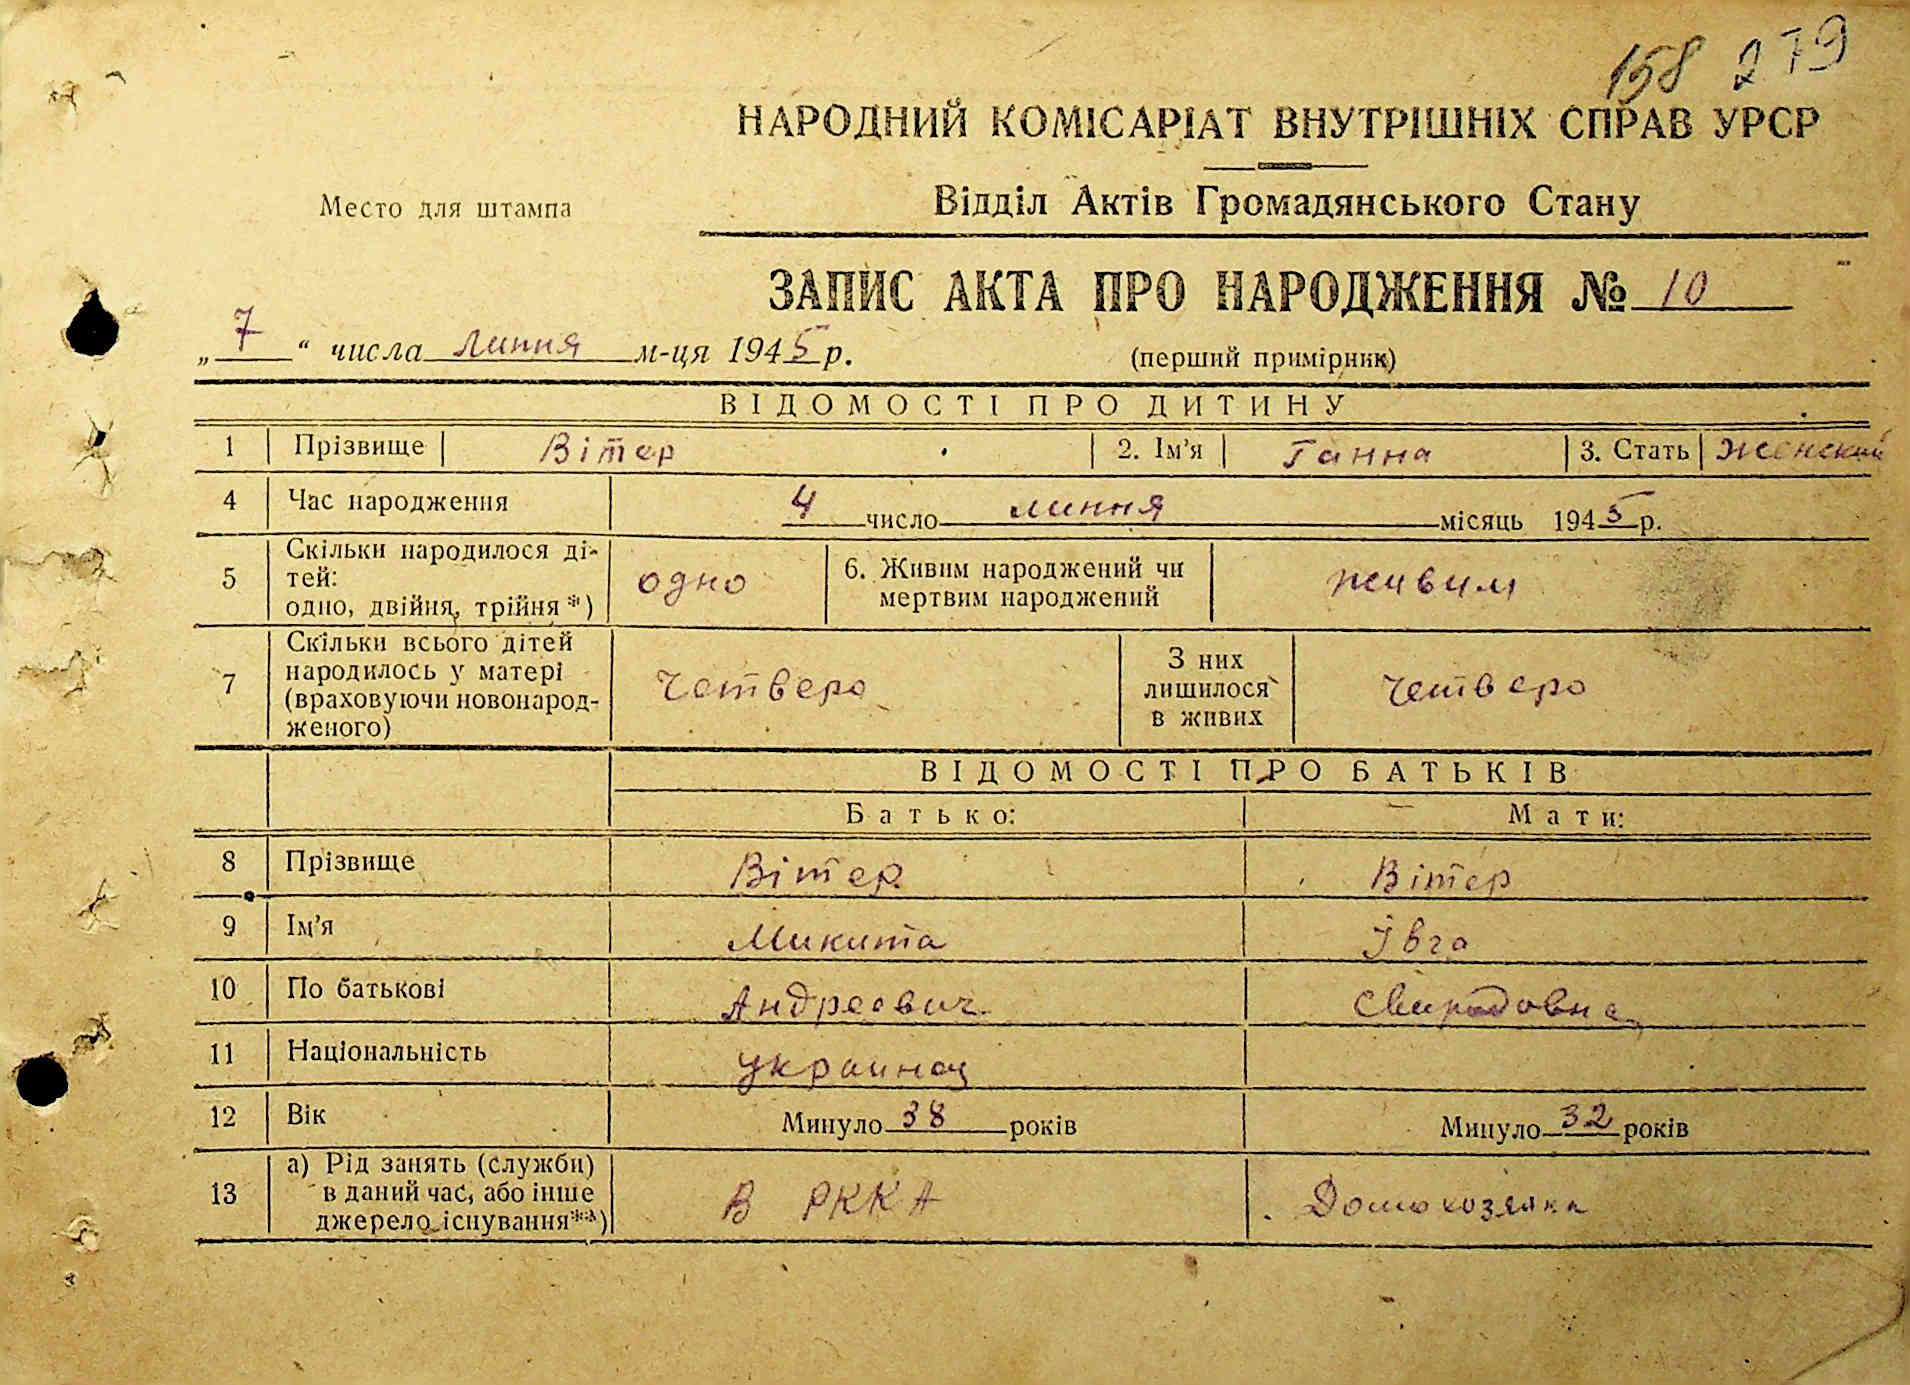 158 279
НАРОДНИЙ КОМІСАРІАТ ВНУТРІШНІХ СПРАВ УРСР
Место для штампа
Відділ Актів Громадянського Стану
ЗАПИС АКТА ПРО НАРОДЖЕННЯ № 10
„7“ числа липня м-ця 1945 р.
(перший примірник)
ВІДОМОСТІ ПРО ДИТИНУ
1 Прізвище Вітер 2. Ім'я Ганна 3. Стать Женский
4 Час народження 4 число липня місяць 1945 р.
5 Скільки народилося ді-
тей:
одно, двійня, трійня *)
одно
6. Живим народжений чи
мертвим народжений
живим
7 Скільки всього дітей
народилось у матері
(враховуючи новонарод-
женого)
Четверо
З них
лишилося
в живих
Четверо
ВІДОМОСТІ ПРО БАТЬКІВ
Батько: Мати:
8 Прізвище Вітер Вітер
9 Ім'я Микита Івга
10 По батькові Андреевич Свиридовна
11 Національність украинец
12 Вік Минуло 38 років Минуло 32 років
13 а) Рід занять (служби)
в даний час, або інше
джерело існування**)
В РККА Домохозяйка